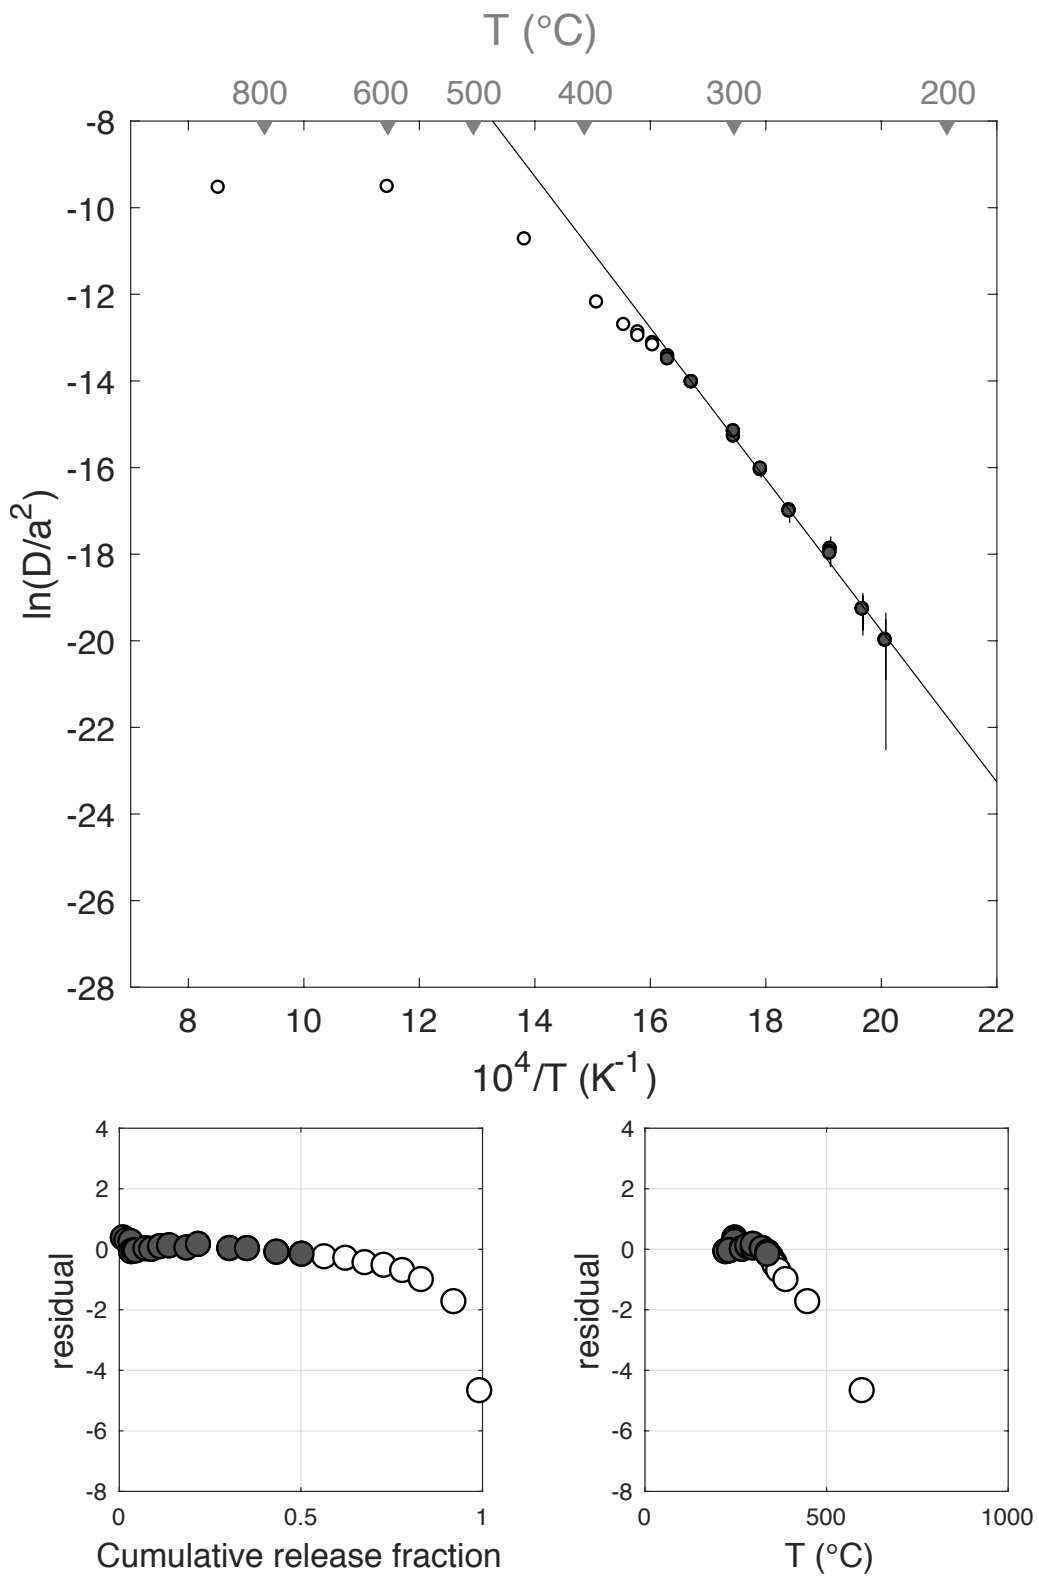 T (°C)
800 600 500 400 300 200
-8
-10
-12
-14
-16
-18
-20
-22
-24
-26
-28
ln(D/a²)
8 10 12 14 16 18 20 22
10⁴/T (K⁻¹)
4
2
0
-2
-4
-6
-8
residual
0 0.5 1
Cumulative release fraction
4
2
0
-2
-4
-6
-8
residual
0 500 1000
T (°C)